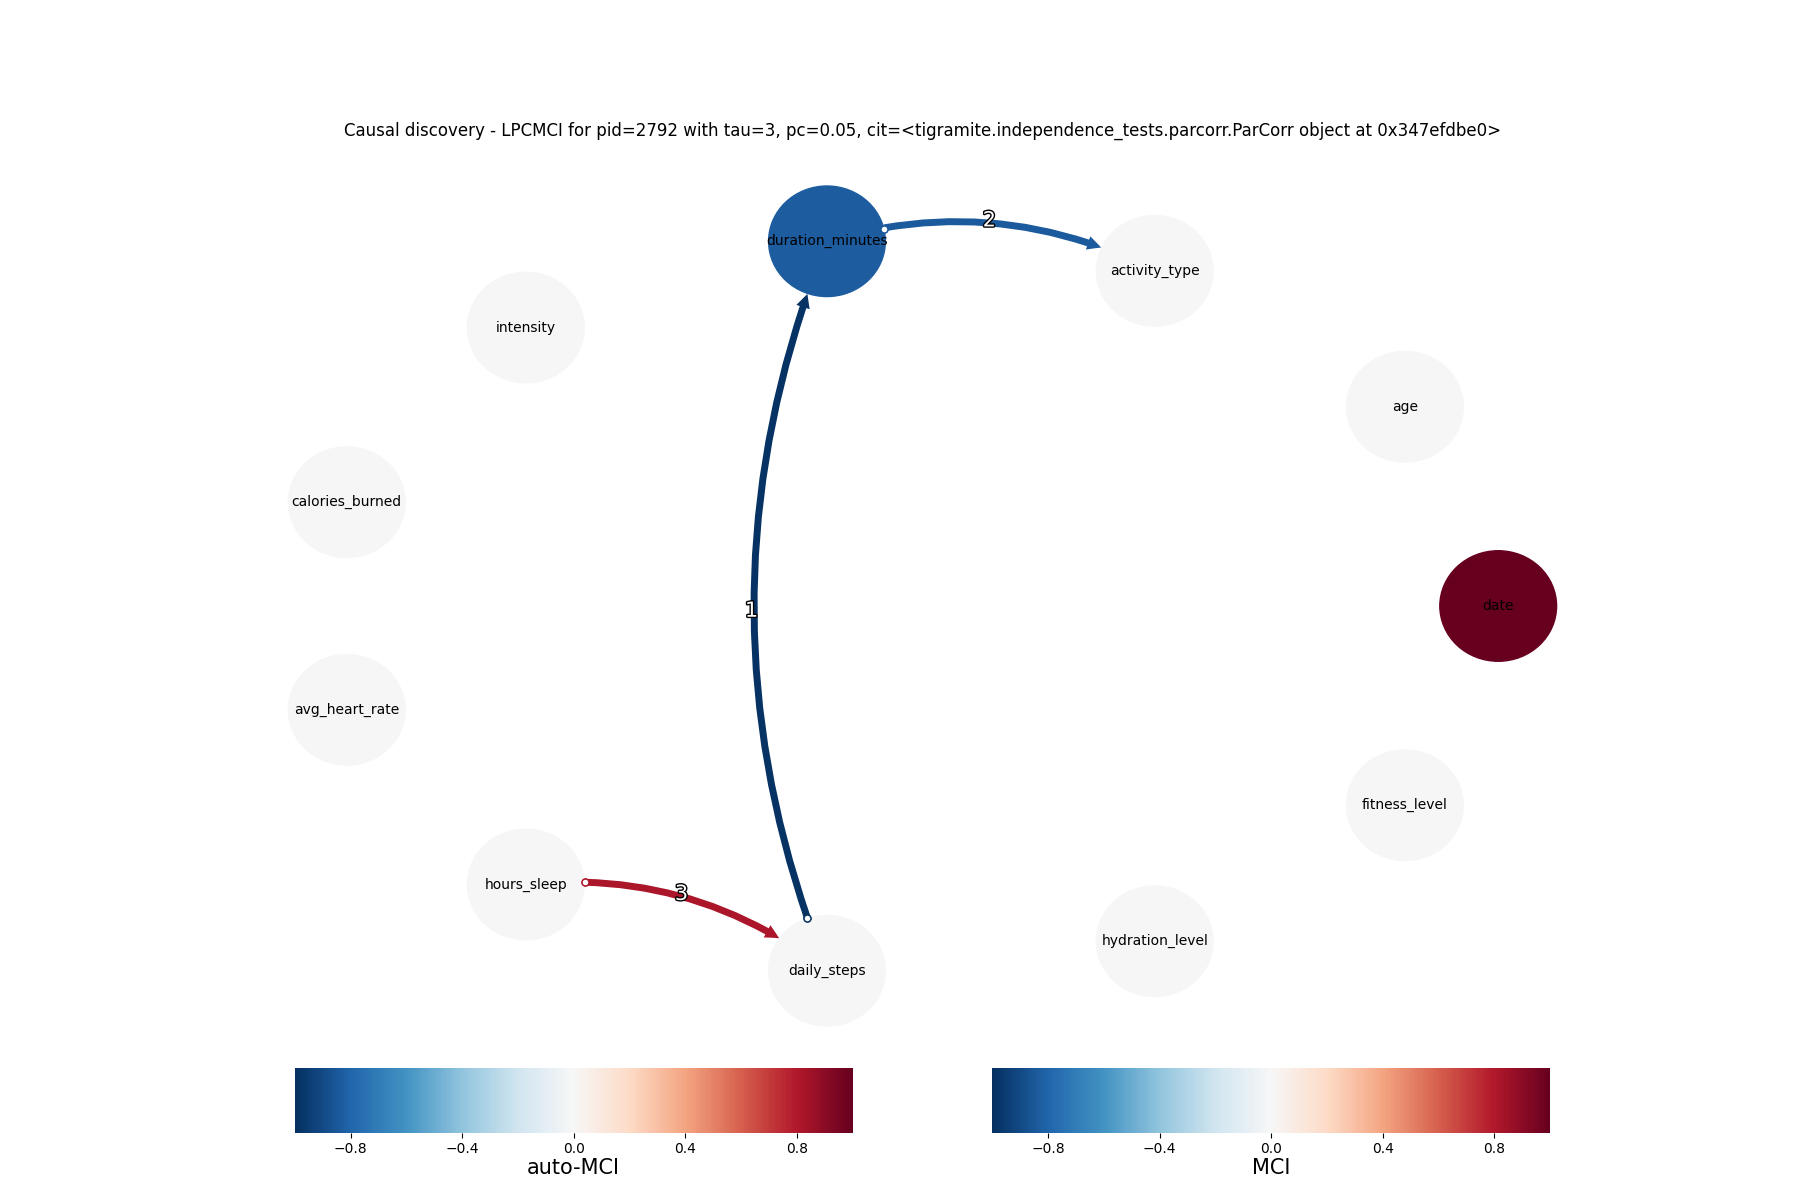 Causal discovery - LPCMCI for pid=2792 with tau=3, pc=0.05, cit=<tigramite.independence_tests.parcorr.ParCorr object at 0x347efdbe0>
duration_minutes
2
activity_type
intensity
age
calories_burned
date
1
avg_heart_rate
fitness_level
hours_sleep
3
hydration_level
daily_steps
−0.8 −0.4 0.0 0.4 0.8
auto-MCI
−0.8 −0.4 0.0 0.4 0.8
MCI